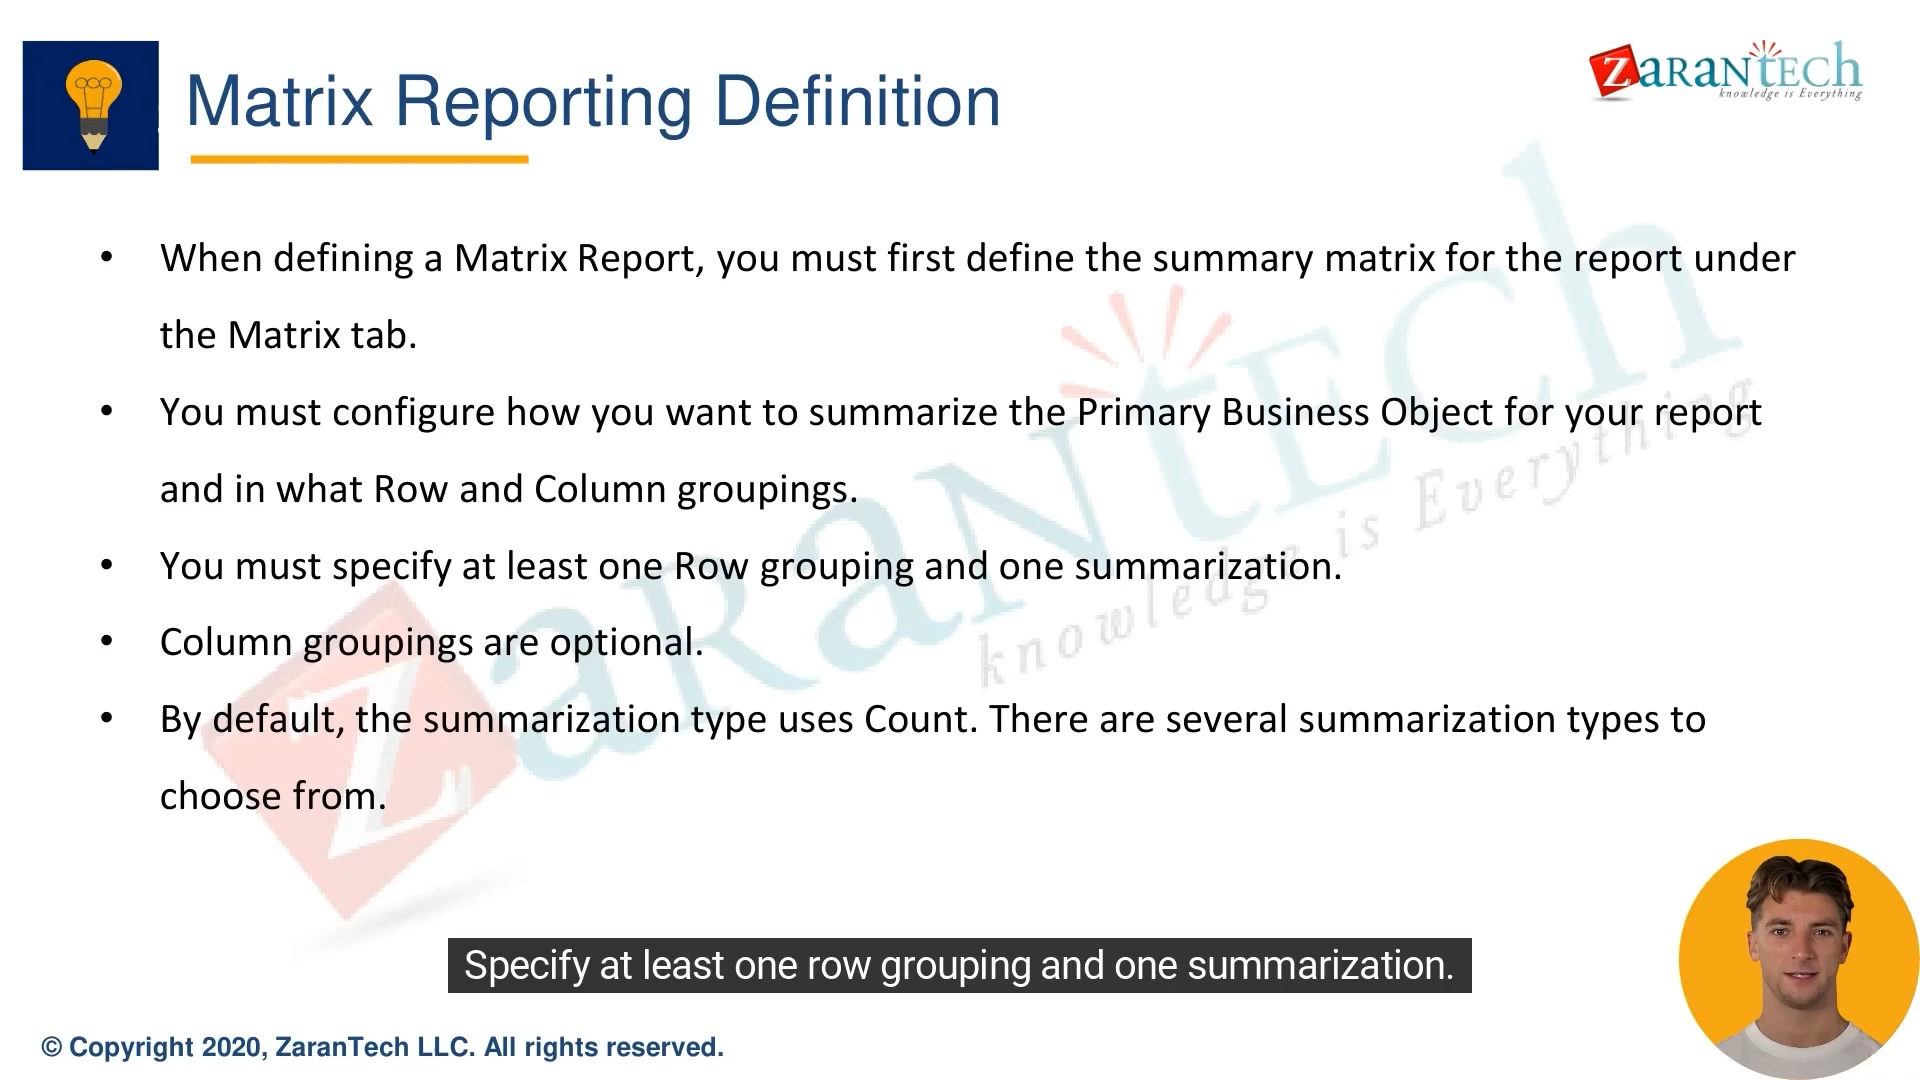 Matrix Reporting Definition
ZARANTECH
knowledge is Everything
• When defining a Matrix Report, you must first define the summary matrix for the report under
the Matrix tab.
• You must configure how you want to summarize the Primary Business Object for your report
and in what Row and Column groupings.
• You must specify at least one Row grouping and one summarization.
• Column groupings are optional.
• By default, the summarization type uses Count. There are several summarization types to
choose from.
ZARANTECH
knowledge is Everything
Specify at least one row grouping and one summarization.
© Copyright 2020, ZaranTech LLC. All rights reserved.